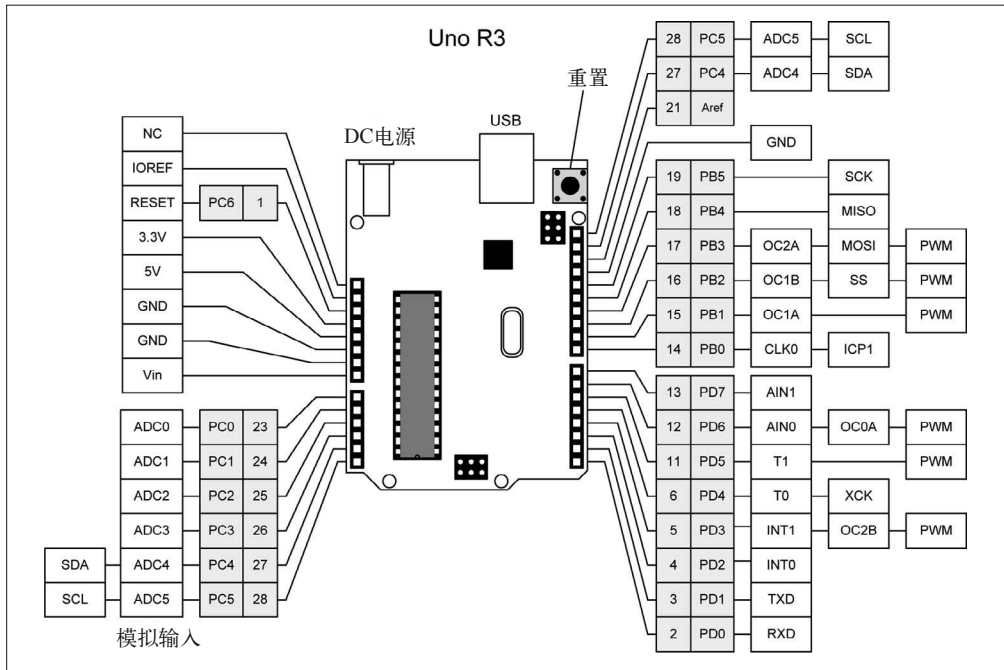 Uno R3
重置
USB
DC电源
NC
IOREF
RESET PC6 1
3.3V
5V
GND
GND
Vin
ADC0 PC0 23
ADC1 PC1 24
ADC2 PC2 25
ADC3 PC3 26
SDA ADC4 PC4 27
SCL ADC5 PC5 28
模拟输入
28 PC5 ADC5 SCL
27 PC4 ADC4 SDA
21 Aref
GND
19 PB5 SCK
18 PB4 MISO
17 PB3 OC2A MOSI PWM
16 PB2 OC1B SS PWM
15 PB1 OC1A PWM
14 PB0 CLK0 ICP1
13 PD7 AIN1
12 PD6 AIN0 OC0A PWM
11 PD5 T1 PWM
6 PD4 T0 XCK
5 PD3 INT1 OC2B PWM
4 PD2 INT0
3 PD1 TXD
2 PD0 RXD